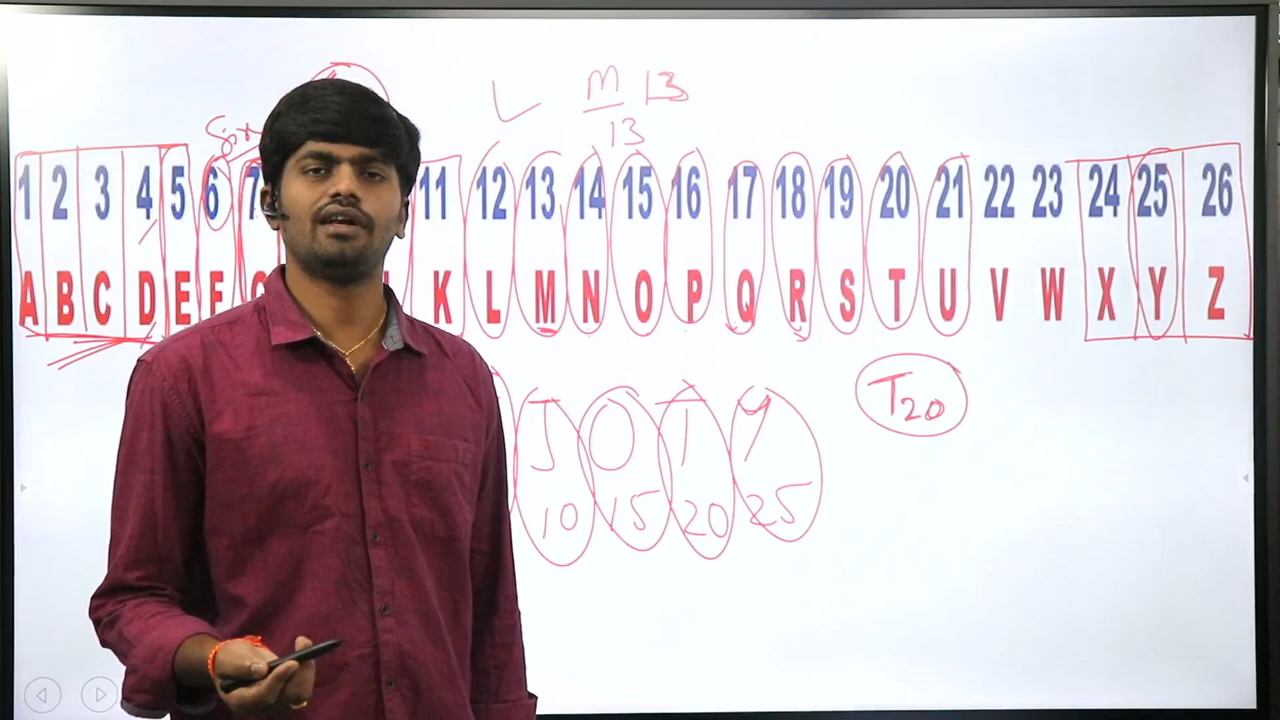 L M 13
13
Six
1 2 3 4 5 6 7 11 12 13 14 15 16 17 18 19 20 21 22 23 24 25 26
A B C D E F G K L M N O P Q R S T U V W X Y Z
J O T Y
10 15 20 25
T20